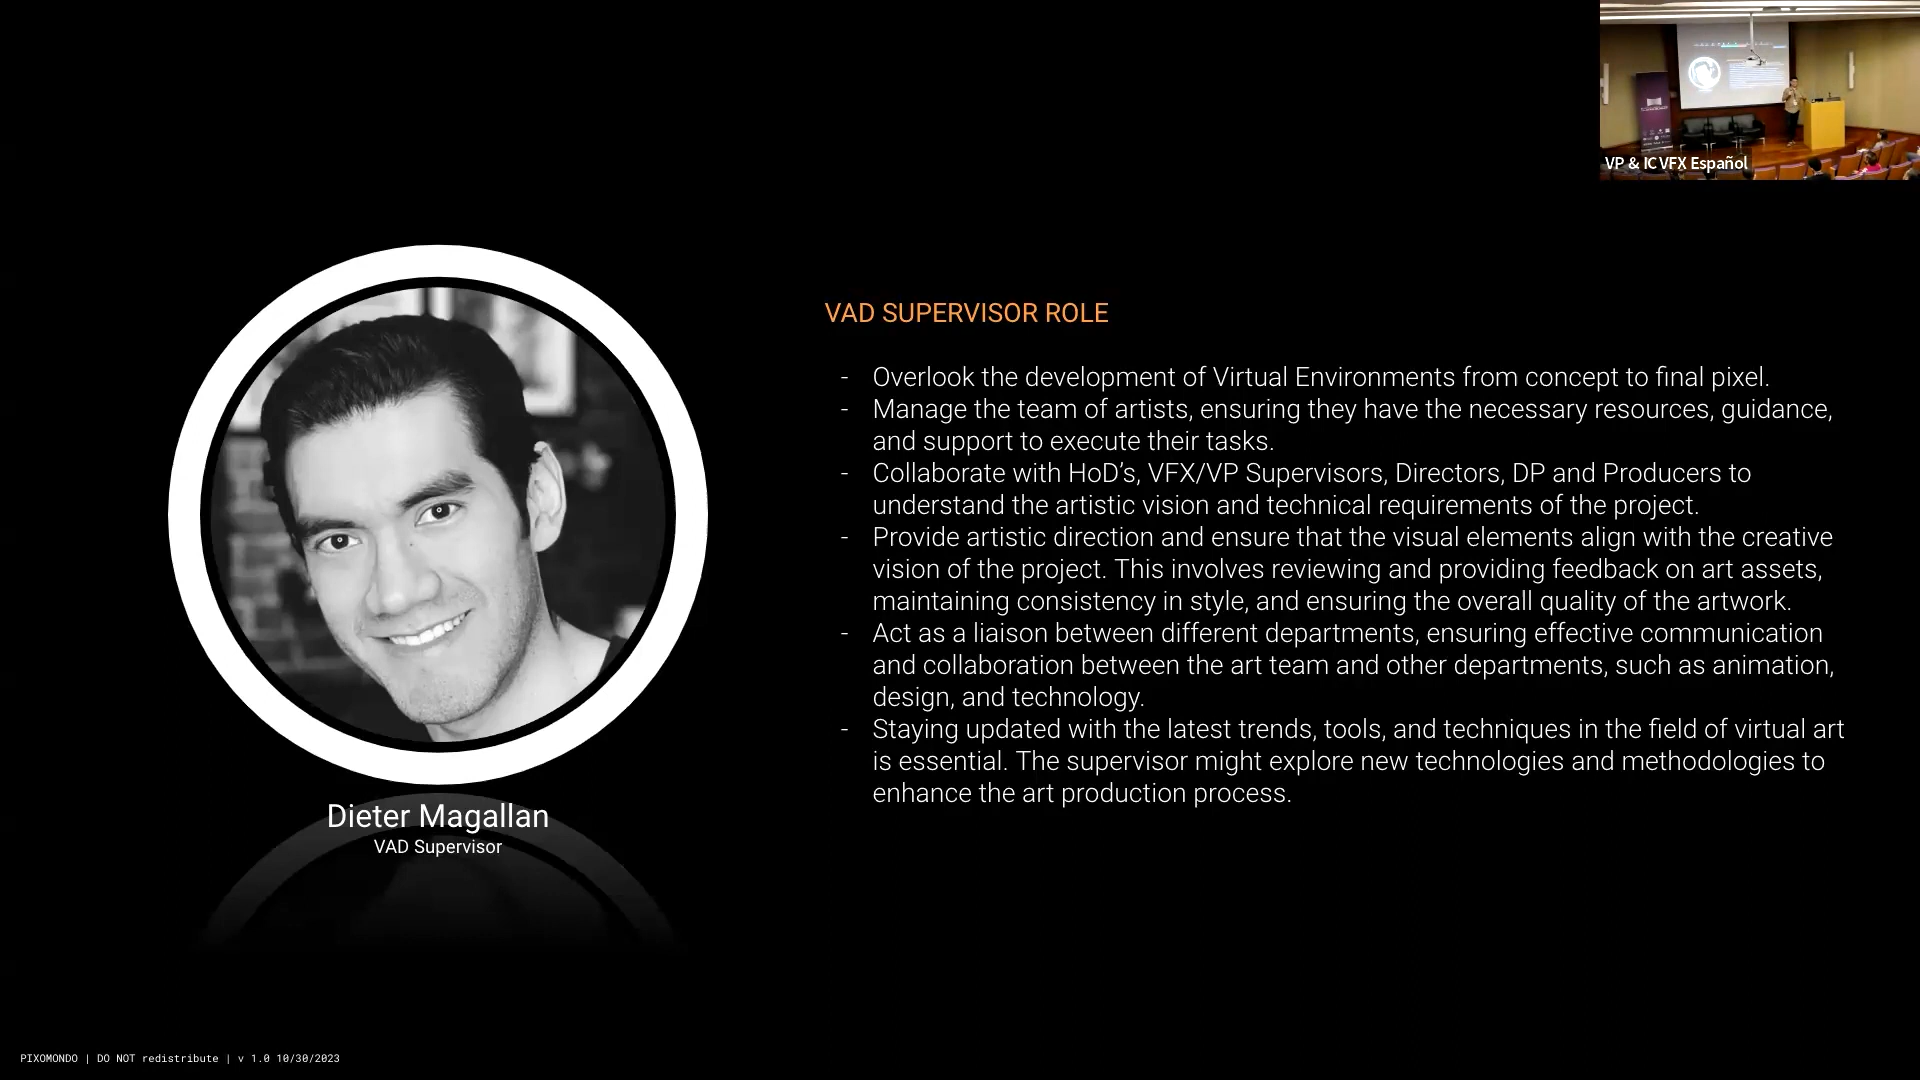 VP & ICVFX Español
VAD SUPERVISOR ROLE
- Overlook the development of Virtual Environments from concept to final pixel.
- Manage the team of artists, ensuring they have the necessary resources, guidance,
and support to execute their tasks.
- Collaborate with HoD’s, VFX/VP Supervisors, Directors, DP and Producers to
understand the artistic vision and technical requirements of the project.
- Provide artistic direction and ensure that the visual elements align with the creative
vision of the project. This involves reviewing and providing feedback on art assets,
maintaining consistency in style, and ensuring the overall quality of the artwork.
- Act as a liaison between different departments, ensuring effective communication
and collaboration between the art team and other departments, such as animation,
design, and technology.
- Staying updated with the latest trends, tools, and techniques in the field of virtual art
is essential. The supervisor might explore new technologies and methodologies to
enhance the art production process.
Dieter Magallan
VAD Supervisor
PIXOMONDO | DO NOT redistribute | v 1.0 10/30/2023